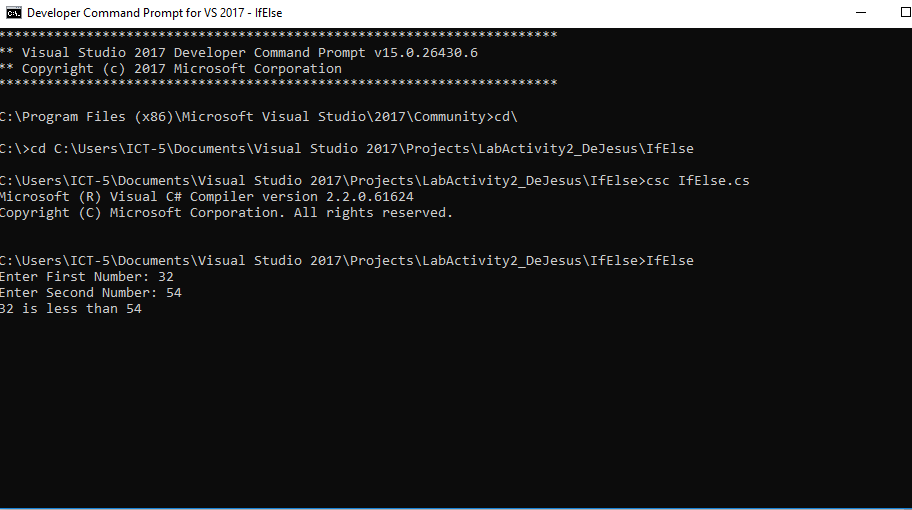 Developer Command Prompt for VS 2017 - IfElse
**********************************************************************
** Visual Studio 2017 Developer Command Prompt v15.0.26430.6
** Copyright (c) 2017 Microsoft Corporation
**********************************************************************
C:\Program Files (x86)\Microsoft Visual Studio\2017\Community>cd\
C:\>cd C:\Users\ICT-5\Documents\Visual Studio 2017\Projects\LabActivity2_DeJesus\IfElse
C:\Users\ICT-5\Documents\Visual Studio 2017\Projects\LabActivity2_DeJesus\IfElse>csc IfElse.cs
Microsoft (R) Visual C# Compiler version 2.2.0.61624
Copyright (C) Microsoft Corporation. All rights reserved.
C:\Users\ICT-5\Documents\Visual Studio 2017\Projects\LabActivity2_DeJesus\IfElse>IfElse
Enter First Number: 32
Enter Second Number: 54
32 is less than 54